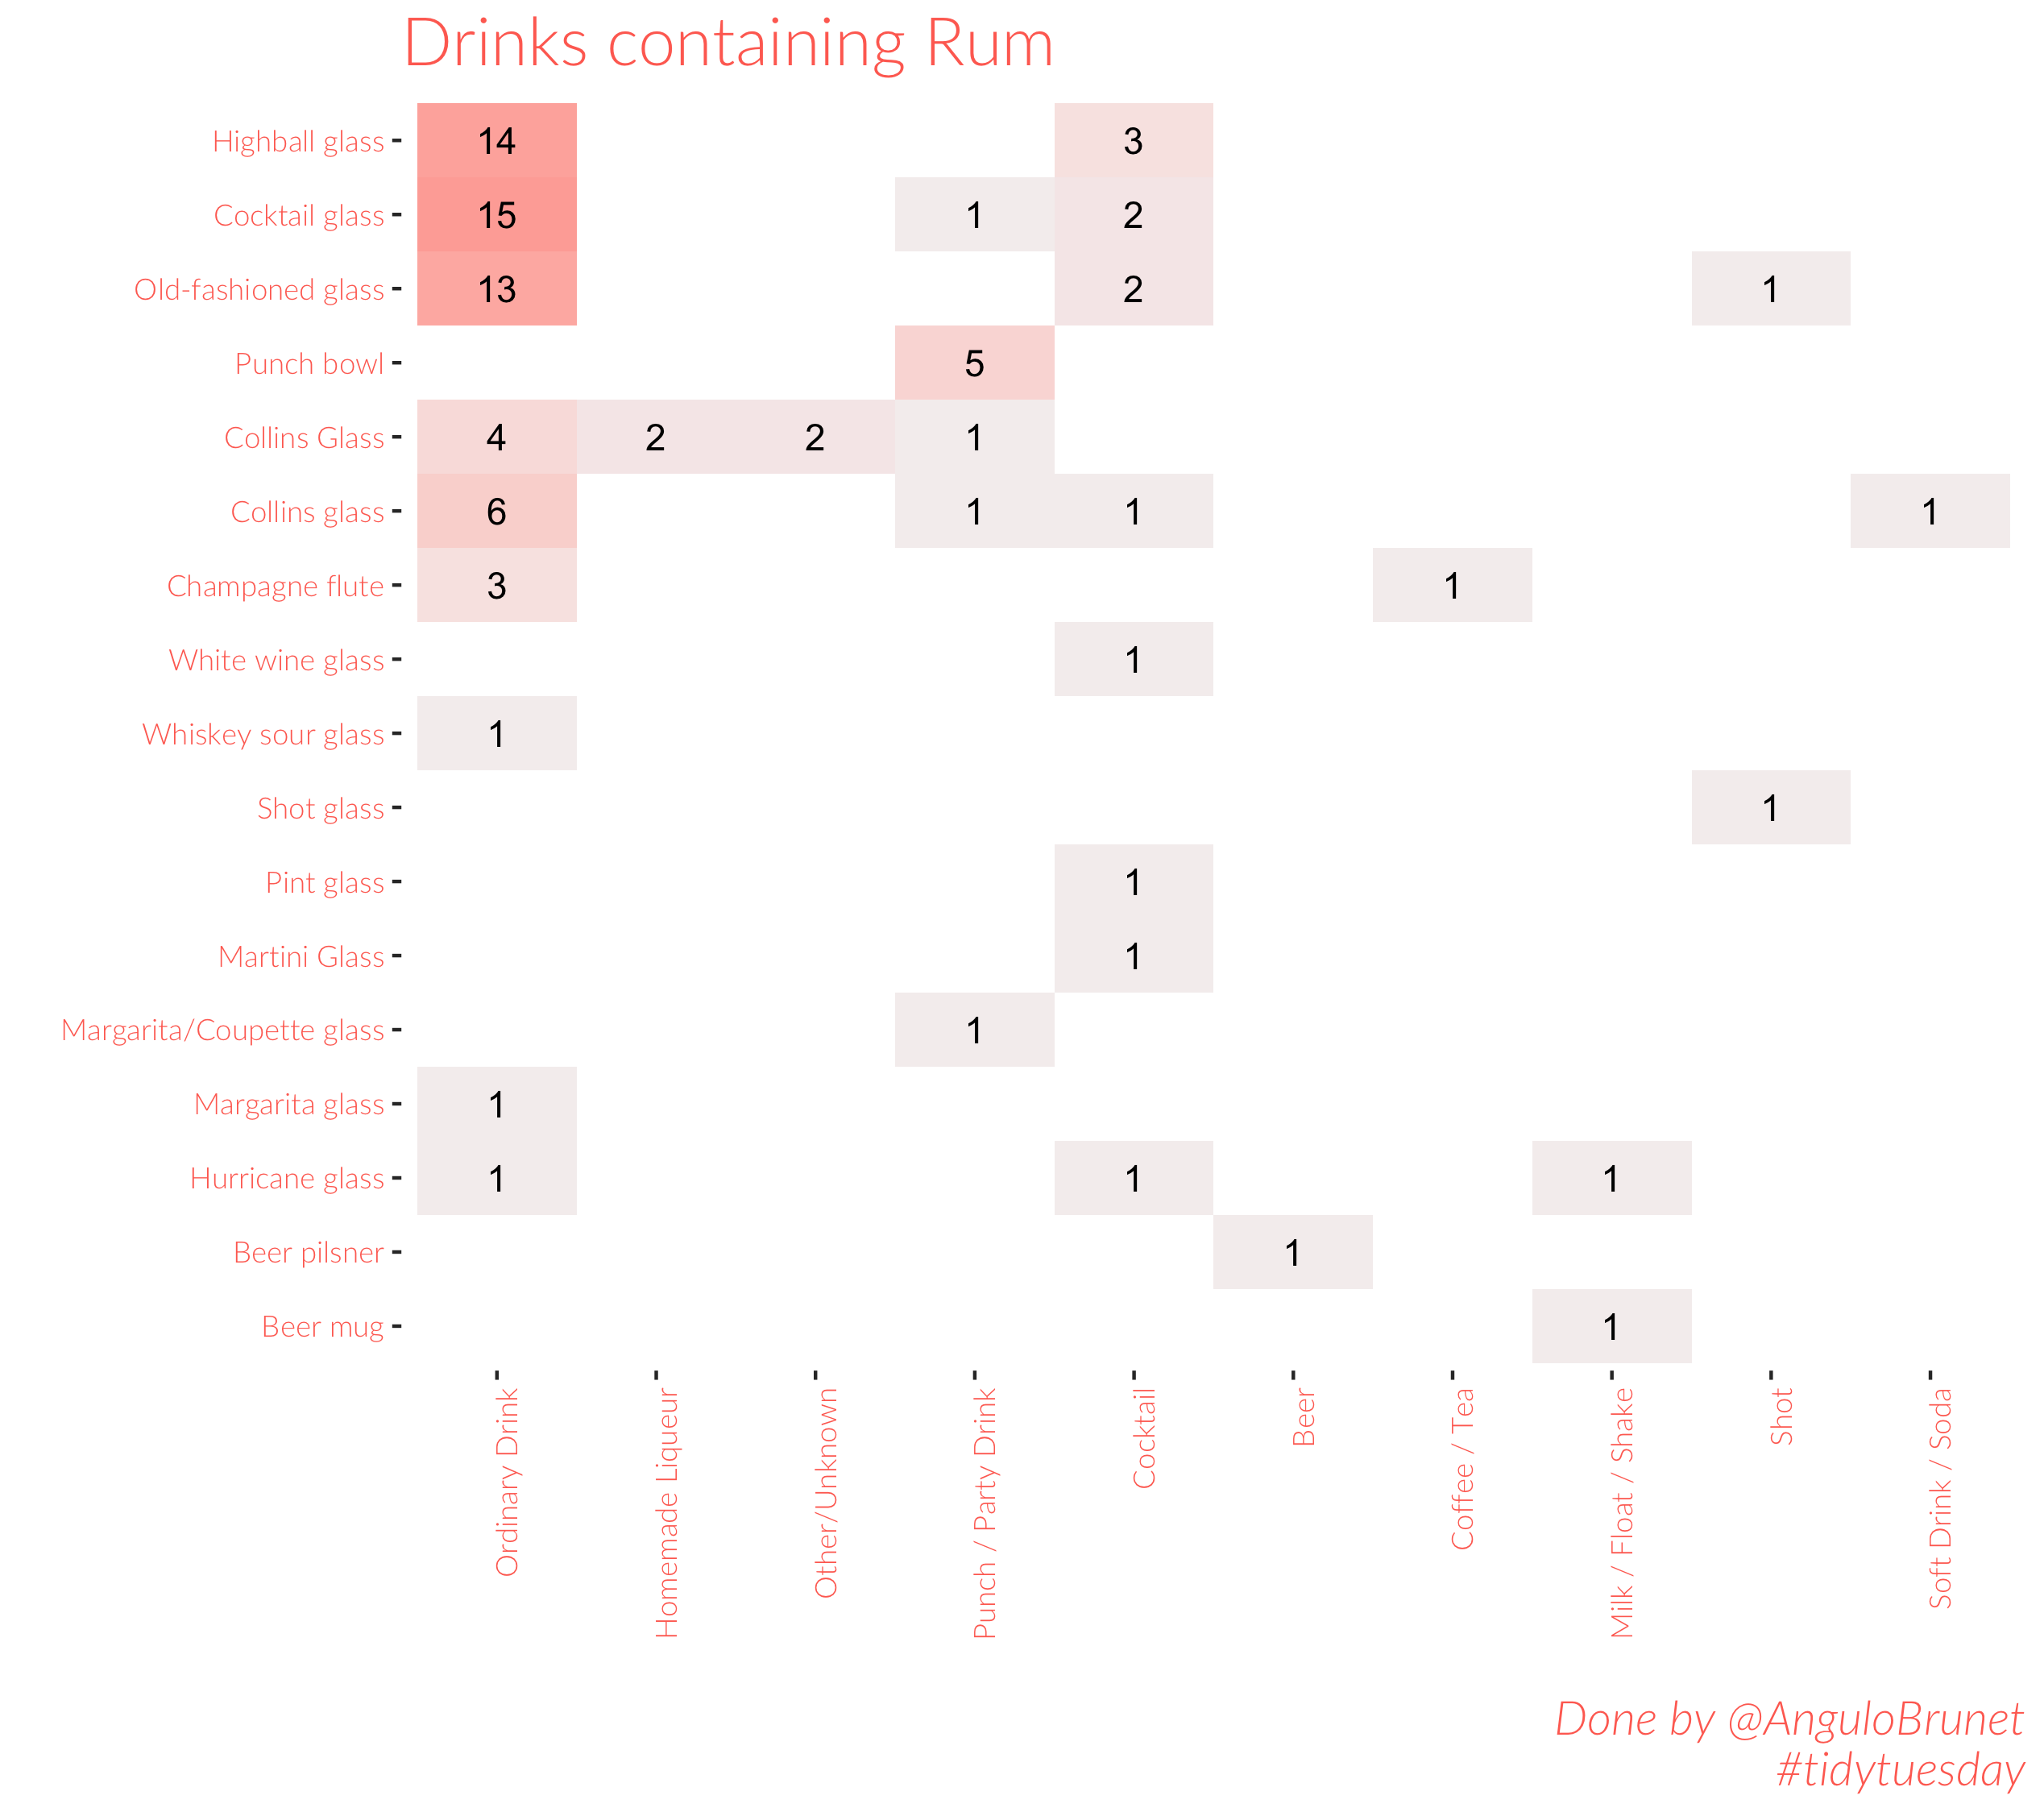 Drinks containing Rum
Highball glass 14 3
Cocktail glass 15 1 2
Old-fashioned glass 13 2 1
Punch bowl 5
Collins Glass 4 2 2 1
Collins glass 6 1 1 1
Champagne flute 3 1
White wine glass 1
Whiskey sour glass 1
Shot glass 1
Pint glass 1
Martini Glass 1
Margarita/Coupette glass 1
Margarita glass 1
Hurricane glass 1 1 1
Beer pilsner 1
Beer mug 1
Ordinary Drink
Homemade Liqueur
Other/Unknown
Punch / Party Drink
Cocktail
Beer
Coffee / Tea
Milk / Float / Shake
Shot
Soft Drink / Soda
Done by @AnguloBrunet
#tidytuesday